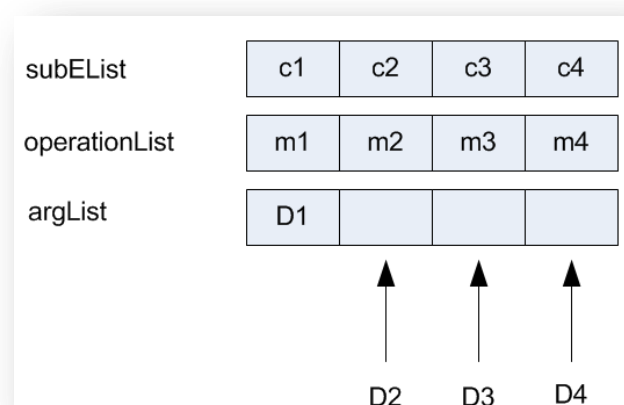 subEList c1 c2 c3 c4
operationList m1 m2 m3 m4
argList D1
D2 D3 D4